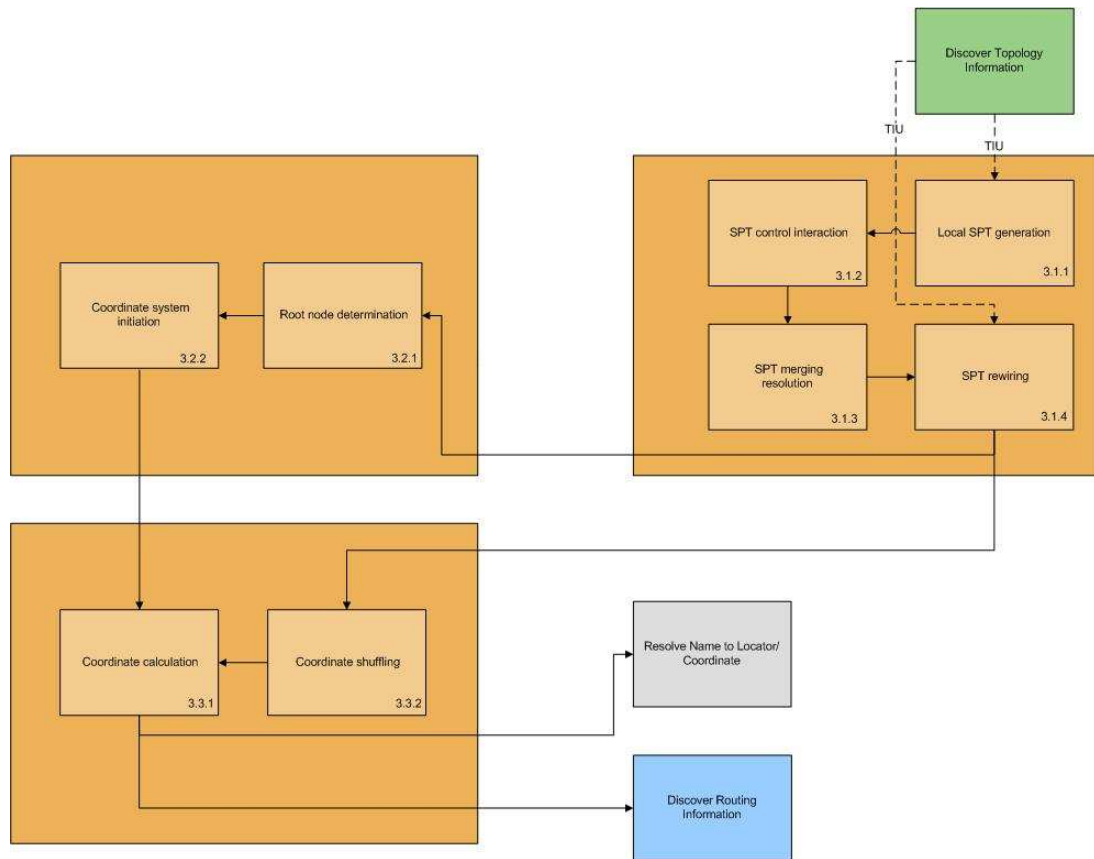 Discover Topology
Information
TIU
TIU
SPT control interaction
3.1.2
Local SPT generation
3.1.1
Coordinate system
initiation
3.2.2
Root node determination
3.2.1
SPT merging
resolution
3.1.3
SPT rewiring
3.1.4
Coordinate calculation
3.3.1
Coordinate shuffling
3.3.2
Resolve Name to Locator/
Coordinate
Discover Routing
Information